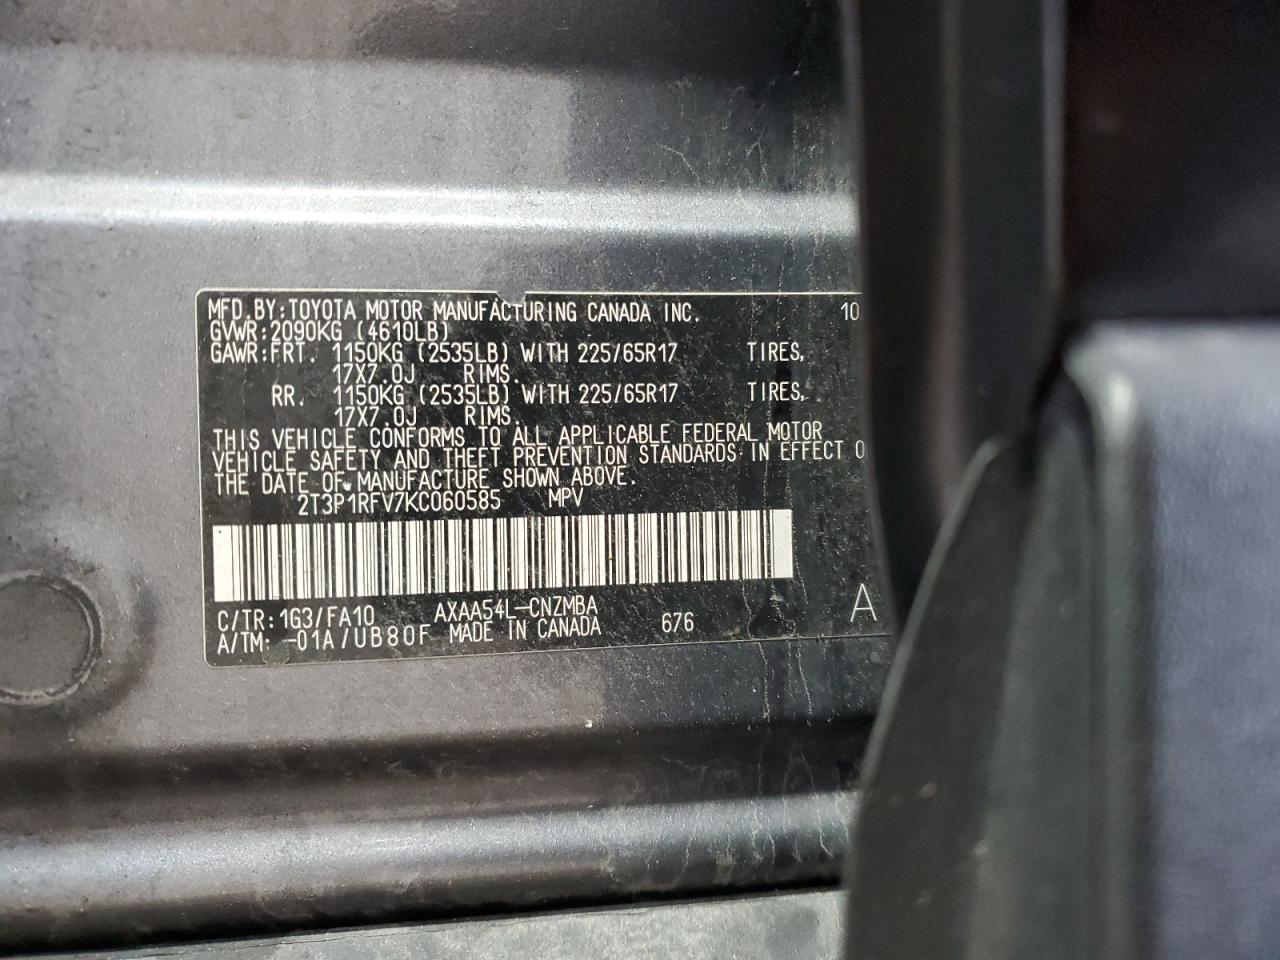 MFD.BY:TOYOTA MOTOR MANUFACTURING CANADA INC. 10
GVWR:2090KG (4610LB)
GAWR:FRT. 1150KG (2535LB) WITH 225/65R17 TIRES,
17X7.0J RIMS.
RR. 1150KG (2535LB) WITH 225/65R17 TIRES,
17X7.0J RIMS.
THIS VEHICLE CONFORMS TO ALL APPLICABLE FEDERAL MOTOR
VEHICLE SAFETY AND THEFT PREVENTION STANDARDS IN EFFECT O
THE DATE OF MANUFACTURE SHOWN ABOVE.
2T3P1RFV7KC060585 MPV
C/TR:1G3/FA10 AXAA54L-CNZMBA
A/TM: -01A/UB80F MADE IN CANADA 676 A